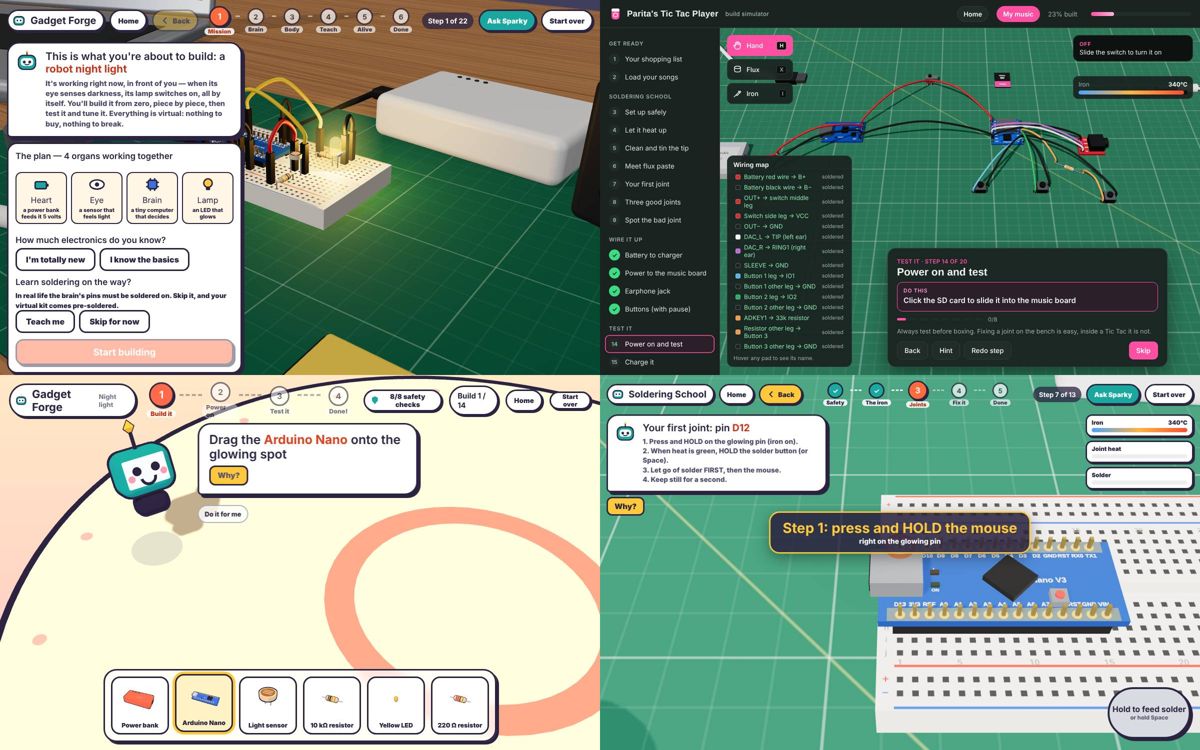 Gadget Forge
Home
Back
1
Mission
2
Brain
3
Body
4
Teach
5
Alive
6
Done
Step 1 of 22
Ask Sparky
Start over
This is what you're about to build: a
robot night light
It's working right now, in front of you — when its
eye senses darkness, its lamp switches on, all by
itself. You'll build it from zero, piece by piece, then
test it and tune it. Everything is virtual: nothing to
buy, nothing to break.
The plan — 4 organs working together
Heart
a power bank
feeds it 5 volts
Eye
a sensor that
feels light
Brain
a tiny computer
that decides
Lamp
an LED that
glows
How much electronics do you know?
I'm totally new
I know the basics
Learn soldering on the way?
In real life the brain's pins must be soldered on. Skip it, and your
virtual kit comes pre-soldered.
Teach me
Skip for now
Start building
Parita's Tic Tac Player
build simulator
Home
My music
23% built
GET READY
1 Your shopping list
2 Load your songs
SOLDERING SCHOOL
3 Set up safely
4 Let it heat up
5 Clean and tin the tip
6 Meet flux paste
7 Your first joint
8 Three good joints
9 Spot the bad joint
WIRE IT UP
Battery to charger
Power to the music board
Earphone jack
Buttons (with pause)
TEST IT
14 Power on and test
15 Charge it
Hand H
Flux X
Iron I
OFF
Slide the switch to turn it on
Iron 340°C
Wiring map
Battery red wire → B+ soldered
Battery black wire → B− soldered
OUT+ → switch middle
leg soldered
Switch side leg → VCC soldered
OUT− → GND soldered
DAC_L → TIP (left ear) soldered
DAC_R → RING1 (right
ear) soldered
SLEEVE → GND soldered
Button 1 leg → IO1 soldered
Button 1 other leg → GND soldered
Button 2 leg → IO2 soldered
Button 2 other leg → GND soldered
ADKEY1 → 33k resistor soldered
Resistor other leg →
Button 3 soldered
Button 3 other leg → GND soldered
Hover any pad to see its name.
TEST IT · STEP 14 OF 20
Power on and test
DO THIS
Click the SD card to slide it into the music board
0/8
Always test before boxing. Fixing a joint on the bench is easy, inside a Tic Tac it is not.
Back
Hint
Redo step
Skip
Gadget
Forge
Night
light
1
Build it
2
Power
3
Test it
4
Done!
8/8 safety
checks
Build 1 /
14
Home
Start
over
Drag the Arduino Nano onto the
glowing spot
Why?
Do it for me
Power bank
Arduino Nano
Light sensor
10 kΩ resistor
Yellow LED
220 Ω resistor
Soldering School
Home
Back
Safety
The iron
3
Joints
4
Fix it
5
Done
Step 7 of 13
Ask Sparky
Start over
Your first joint: pin D12
1. Press and HOLD on the glowing pin (iron on).
2. When heat is green, HOLD the solder button (or
Space).
3. Let go of solder FIRST, then the mouse.
4. Keep still for a second.
Why?
Iron 340°C
Joint heat
Solder
Step 1: press and HOLD the mouse
right on the glowing pin
D2 GND RST RX0 TX1
ano V3
Hold to feed solder
or hold Space